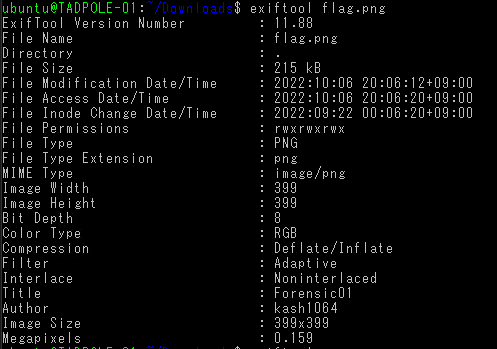 ubuntu@TADPOLE-01:~/Downloads$ exiftool flag.png
ExifTool Version Number : 11.88
File Name : flag.png
Directory : .
File Size : 215 kB
File Modification Date/Time : 2022:10:06 20:06:12+09:00
File Access Date/Time : 2022:10:06 20:06:20+09:00
File Inode Change Date/Time : 2022:09:22 00:06:20+09:00
File Permissions : rwxrwxrwx
File Type : PNG
File Type Extension : png
MIME Type : image/png
Image Width : 399
Image Height : 399
Bit Depth : 8
Color Type : RGB
Compression : Deflate/Inflate
Filter : Adaptive
Interlace : Noninterlaced
Title : Forensic01
Author : kash1064
Image Size : 399x399
Megapixels : 0.159